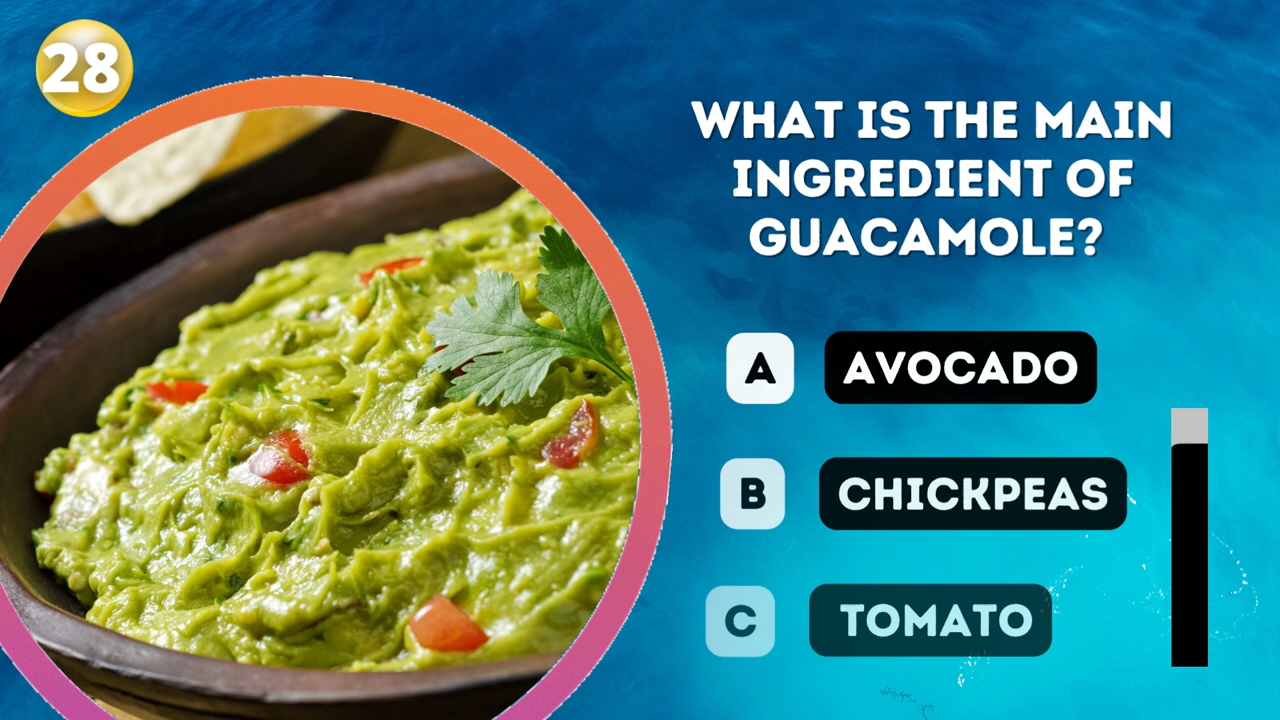 28
WHAT IS THE MAIN
INGREDIENT OF
GUACAMOLE?
A AVOCADO
B CHICKPEAS
C TOMATO